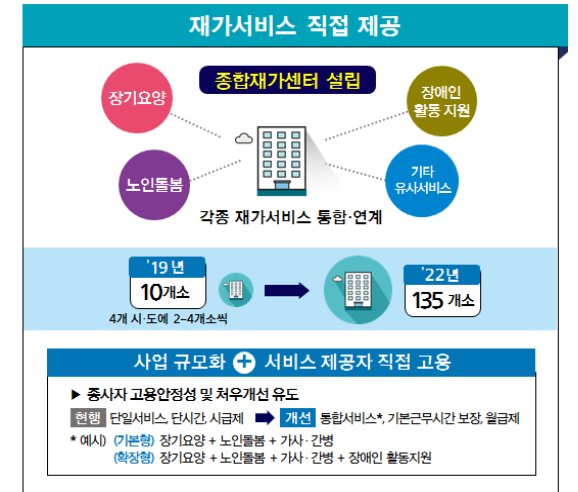 재가서비스 직접 제공
종합재가센터 설립
장기요양
장애인
활동 지원
노인돌봄
기타
유사서비스
각종 재가서비스 통합·연계
'19년
10개소
4개 시·도에 2-4개소씩
'22년
135 개소
사업 규모화 + 서비스 제공자 직접 고용
▶ 종사자 고용안정성 및 처우개선 유도
현행 단일서비스, 단시간, 시급제 ➡ 개선 통합서비스*, 기본근무시간 보장, 월급제
* 예시) (기본형) 장기요양 + 노인돌봄 + 가사·간병
(확장형) 장기요양 + 노인돌봄 + 가사·간병 + 장애인 활동지원